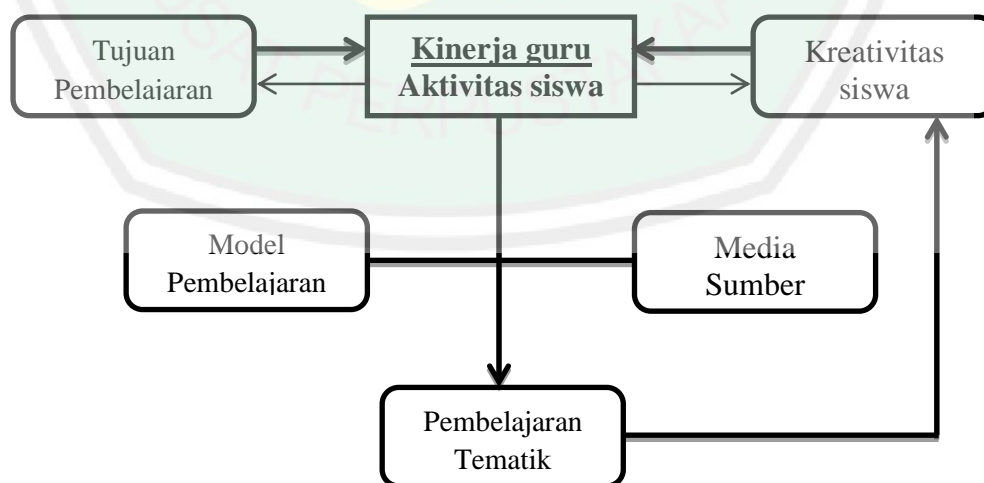 Tujuan
Pembelajaran
Kinerja guru
Aktivitas siswa
Kreativitas
siswa
Model
Pembelajaran
Media
Sumber
Pembelajaran
Tematik